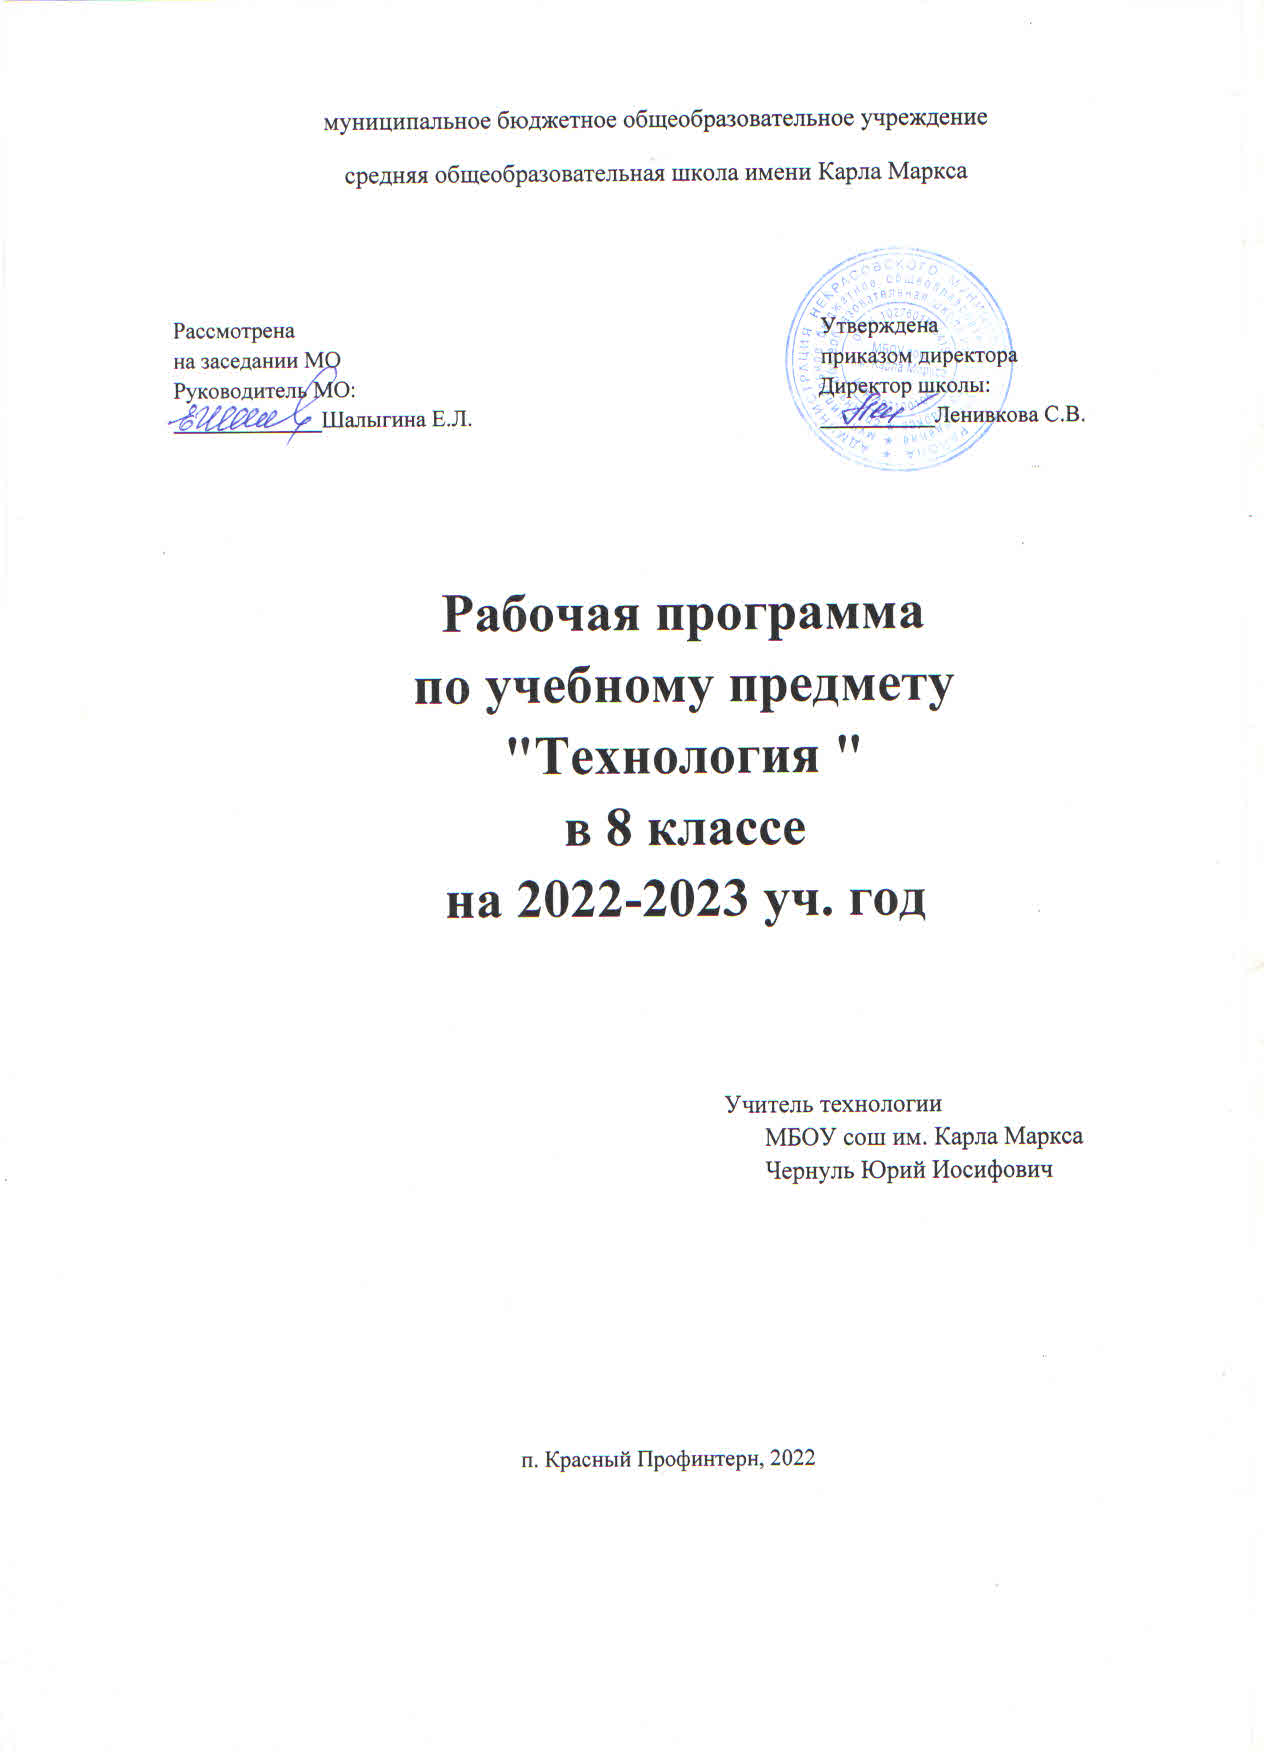 муниципальное бюджетное общеобразовательное учреждение
средняя общеобразовательная школа имени Карла Маркса
Рассмотрена
на заседании МО
Руководитель МО:
Шалыгина Е.Л.
Утверждена
приказом директора
Директор школы:
Ленивкова С.В.
Рабочая программа
по учебному предмету
"Технология "
в 8 классе
на 2022-2023 уч. год
Учитель технологии
МБОУ сош им. Карла Маркса
Чернуль Юрий Иосифович
п. Красный Профинтерн, 2022